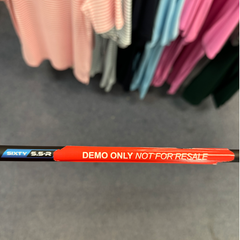 SIXTY 5.5-R DEMO ONLY NOT FOR RESALE